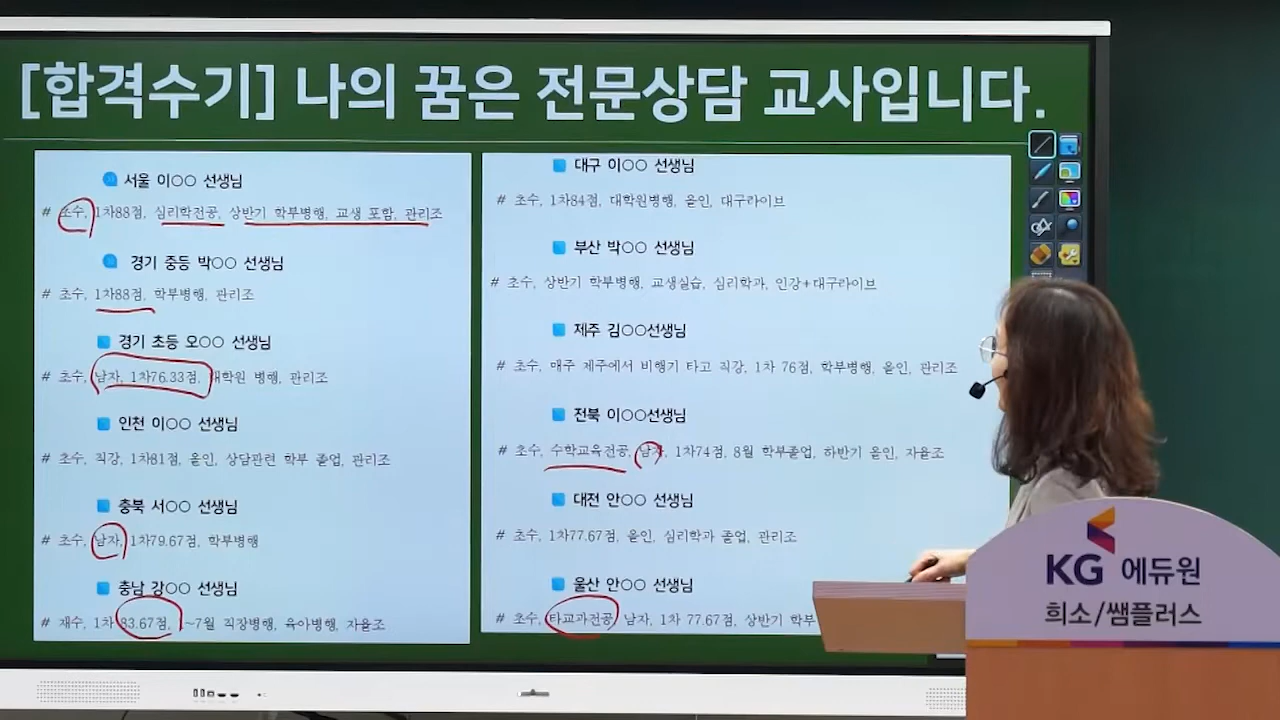 [합격수기] 나의 꿈은 전문상담 교사입니다.
서울 이○○ 선생님
# 초수, 1차88점, 심리학전공, 상반기 학부병행, 교생 포함, 관리조
경기 중등 박○○ 선생님
# 초수, 1차88점, 학부병행, 관리조
경기 초등 오○○ 선생님
# 초수, 남자, 1차76.33점, 대학원 병행, 관리조
인천 이○○ 선생님
# 초수, 직강, 1차81점, 올인, 상담관련 학부 졸업, 관리조
충북 서○○ 선생님
# 초수, 남자, 1차79.67점, 학부병행
충남 강○○ 선생님
# 재수, 1차 83.67점, 1~7월 직장병행, 육아병행, 자율조
대구 이○○ 선생님
# 초수, 1차84점, 대학원병행, 올인, 대구라이브
부산 박○○ 선생님
# 초수, 상반기 학부병행, 교생실습, 심리학과, 인강+대구라이브
제주 김○○선생님
# 초수, 매주 제주에서 비행기 타고 직강, 1차 76점, 학부병행, 올인, 관리조
전북 이○○선생님
# 초수, 수학교육전공, 남자, 1차74점, 8월 학부졸업, 하반기 올인, 자율조
대전 안○○ 선생님
# 초수, 1차77.67점, 올인, 심리학과 졸업, 관리조
울산 안○○ 선생님
# 초수, 타교과전공, 남자, 1차 77.67점, 상반기 학부
KG 에듀원
희소/쌤플러스